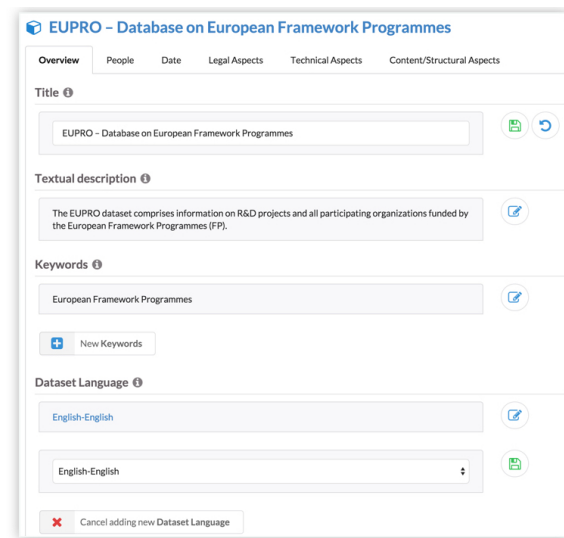 EUPRO – Database on European Framework Programmes
Overview People Date Legal Aspects Technical Aspects Content/Structural Aspects
Title
EUPRO – Database on European Framework Programmes
Textual description
The EUPRO dataset comprises information on R&D projects and all participating organizations funded by
the European Framework Programmes (FP).
Keywords
European Framework Programmes
New Keywords
Dataset Language
English-English
English-English
Cancel adding new Dataset Language